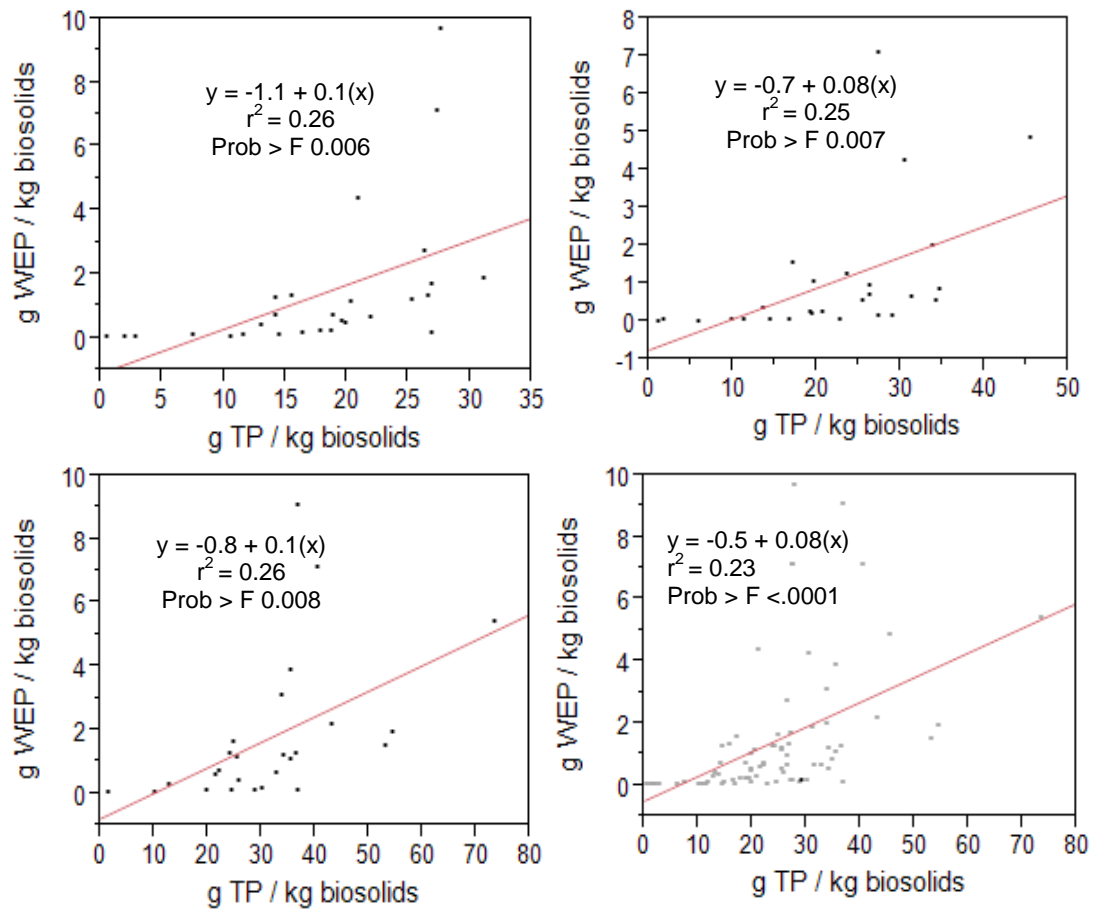 10
8
6
4
2
0
g WEP / kg biosolids
y = -1.1 + 0.1(x)
r² = 0.26
Prob > F 0.006
0 5 10 15 20 25 30 35
g TP / kg biosolids
8
7
6
5
4
3
2
1
0
-1
g WEP / kg biosolids
y = -0.7 + 0.08(x)
r² = 0.25
Prob > F 0.007
0 10 20 30 40 50
g TP / kg biosolids
10
8
6
4
2
0
g WEP / kg biosolids
y = -0.8 + 0.1(x)
r² = 0.26
Prob > F 0.008
0 10 20 30 40 50 60 70 80
g TP / kg biosolids
10
8
6
4
2
0
g WEP / kg biosolids
y = -0.5 + 0.08(x)
r² = 0.23
Prob > F <.0001
0 10 20 30 40 50 60 70 80
g TP / kg biosolids